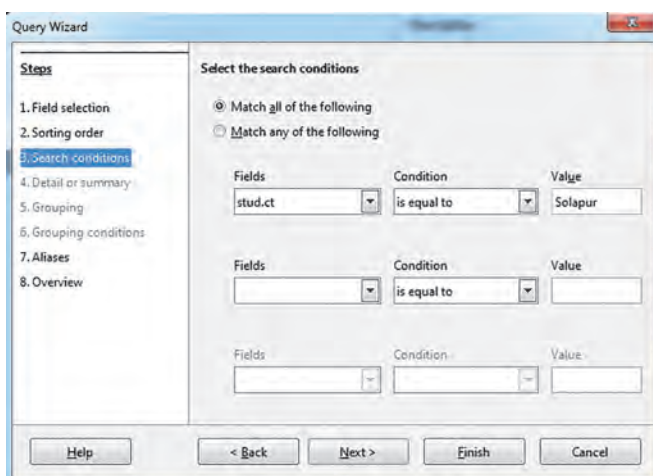 Query Wizard
Steps
1. Field selection
2. Sorting order
3. Search conditions
4. Detail or summary
5. Grouping
6. Grouping conditions
7. Aliases
8. Overview
Select the search conditions
Match all of the following
Match any of the following
Fields Condition Value
stud.ct is equal to Solapur
Fields Condition Value
is equal to
Fields Condition Value
Help < Back Next > Finish Cancel